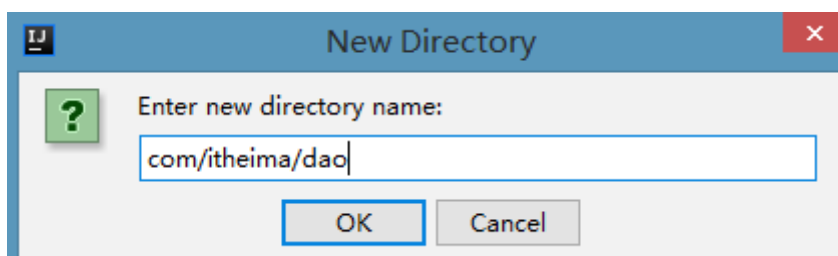 IJ
New Directory
×
?
Enter new directory name:
com/itheima/dao
OK
Cancel